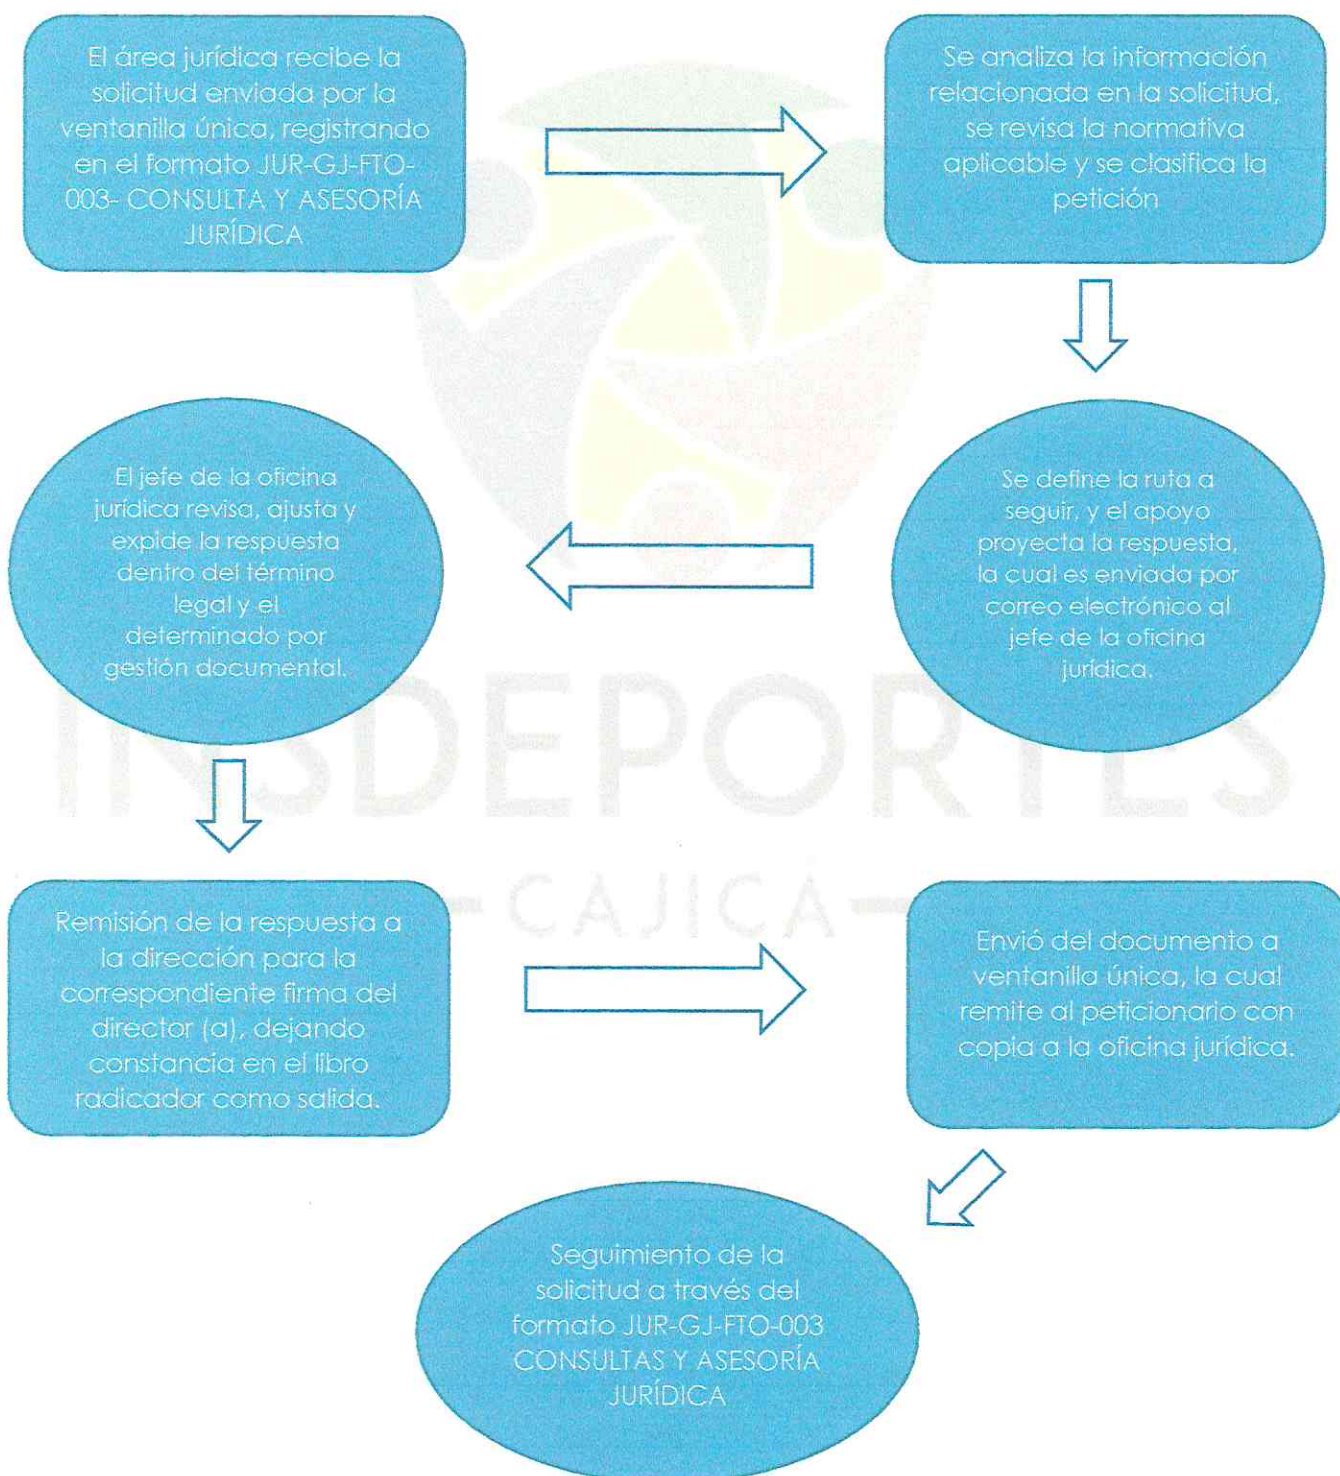 El área jurídica recibe la
solicitud enviada por la
ventanilla única, registrando
en el formato JUR-GJ-FTO-
003- CONSULTA Y ASESORÍA
JURÍDICA
Se analiza la información
relacionada en la solicitud,
se revisa la normativa
aplicable y se clasifica la
petición
Se define la ruta a
seguir, y el apoyo
proyecta la respuesta,
la cual es enviada por
correo electrónico al
jefe de la oficina
jurídica.
El jefe de la oficina
jurídica revisa, ajusta y
expide la respuesta
dentro del término
legal y el
determinado por
gestión documental.
Remisión de la respuesta a
la dirección para la
correspondiente firma del
director (a), dejando
constancia en el libro
radicador como salida.
Envió del documento a
ventanilla única, la cual
remite al peticionario con
copia a la oficina jurídica.
Seguimiento de la
solicitud a través del
formato JUR-GJ-FTO-003
CONSULTAS Y ASESORÍA
JURÍDICA
INSDEPORTES
CAJICÁ